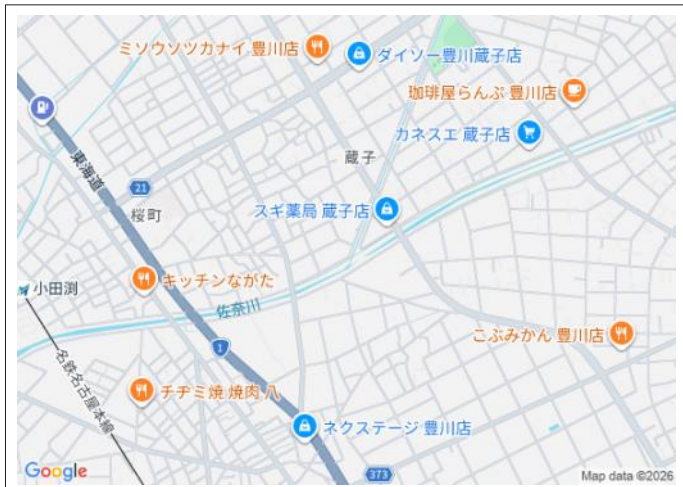 ミソウソツカナイ 豊川店
ダイソー豊川蔵子店
珈琲屋らんぷ 豊川店
カネスエ 蔵子店
蔵子
東海道
21
桜町
スギ薬局 蔵子店
小田渕
キッチンながた
佐奈川
こぶみかん 豊川店
1
名鉄名古屋本線
チヂミ焼 焼肉 八
ネクステージ 豊川店
373
Google
Map data ©2026